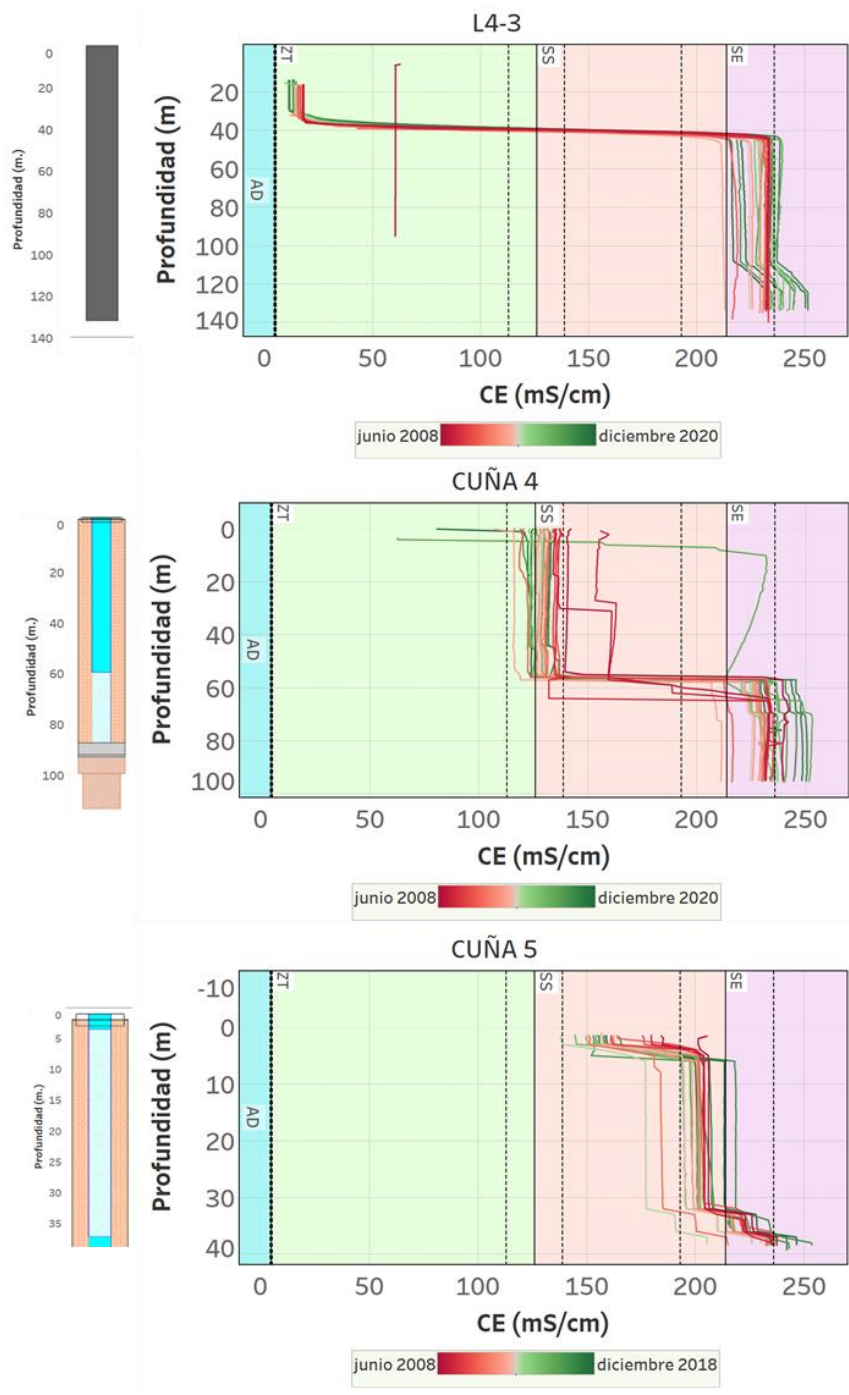 L4-3
Profundidad (m.)
0
20
40
60
80
100
120
140
Profundidad (m)
20
40
60
80
100
120
140
AD
ZT
SS
SE
0
50
100
150
200
250
CE (mS/cm)
junio 2008
diciembre 2020
CUÑA 4
Profundidad (m.)
0
20
40
60
80
100
Profundidad (m)
0
20
40
60
80
100
AD
ZT
SS
SE
0
50
100
150
200
250
CE (mS/cm)
junio 2008
diciembre 2020
CUÑA 5
Profundidad (m.)
0
5
10
15
20
25
30
35
Profundidad (m)
-10
0
10
20
30
40
AD
ZT
SS
SE
0
50
100
150
200
250
CE (mS/cm)
junio 2008
diciembre 2018